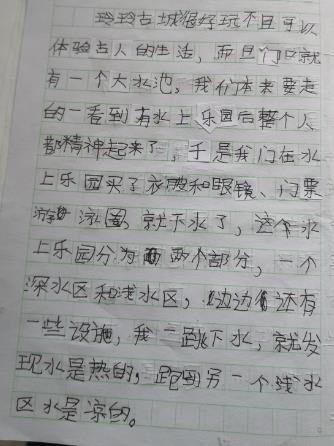 玲玲古城很好玩不但可以
体验古人的生活，而且门口就
有一个大水池，我们本来要走
的一看到有水上乐园后整个人
都精神起来了，于是我们在水
上乐园买了衣服和眼镜、门票
游泳圈，就下水了，这个水
上乐园分为两个部分，一个
深水区和浅水区，边边还有
一些设施，我一跳下水，就发
现水是热的，跑到另一个浅水
区水是凉的。